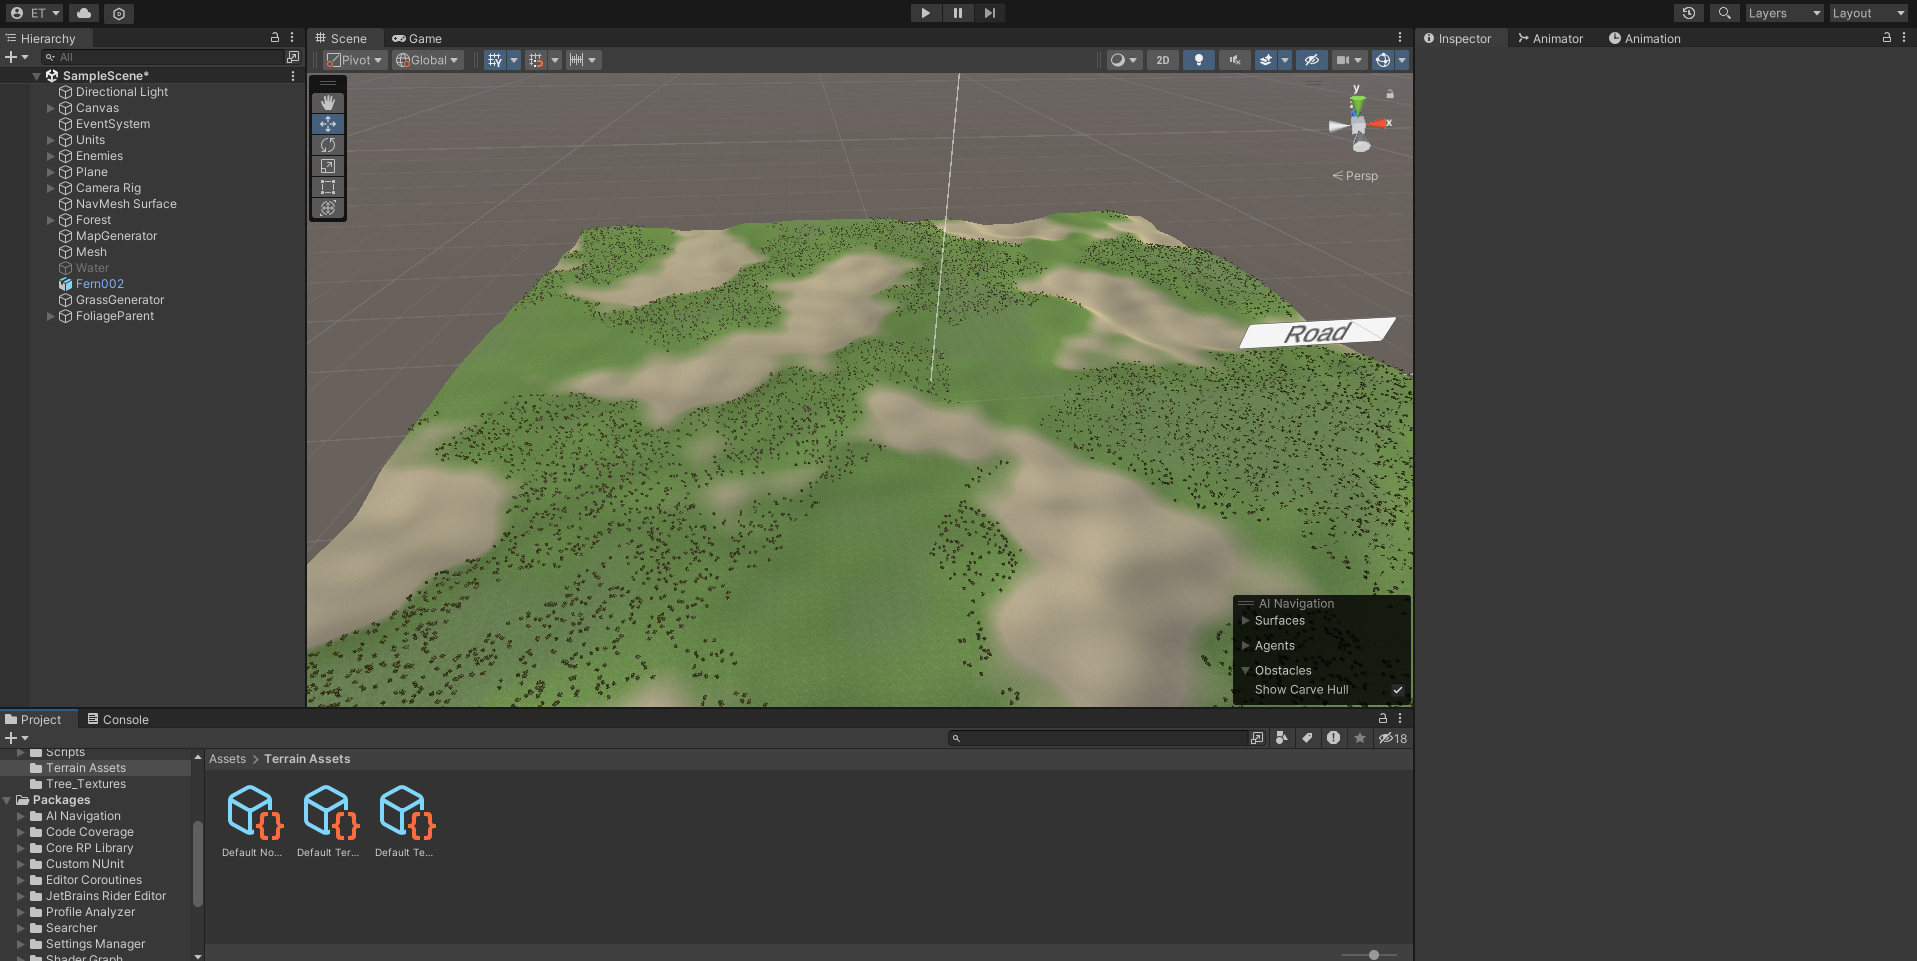 ET
Layers
Layout
Hierarchy
Scene
Game
Inspector
Animator
Animation
All
Pivot
Global
2D
SampleScene*
Directional Light
Canvas
EventSystem
Units
Enemies
Plane
Camera Rig
NavMesh Surface
Forest
MapGenerator
Mesh
Water
Fern002
GrassGenerator
FoliageParent
y
x
z
Persp
Road
AI Navigation
Surfaces
Agents
Obstacles
Show Carve Hull
Project
Console
18
Scripts
Terrain Assets
Tree_Textures
Packages
AI Navigation
Code Coverage
Core RP Library
Custom NUnit
Editor Coroutines
JetBrains Rider Editor
Profile Analyzer
Searcher
Settings Manager
Shader Graph
Assets > Terrain Assets
Default No...
Default Ter...
Default Te...